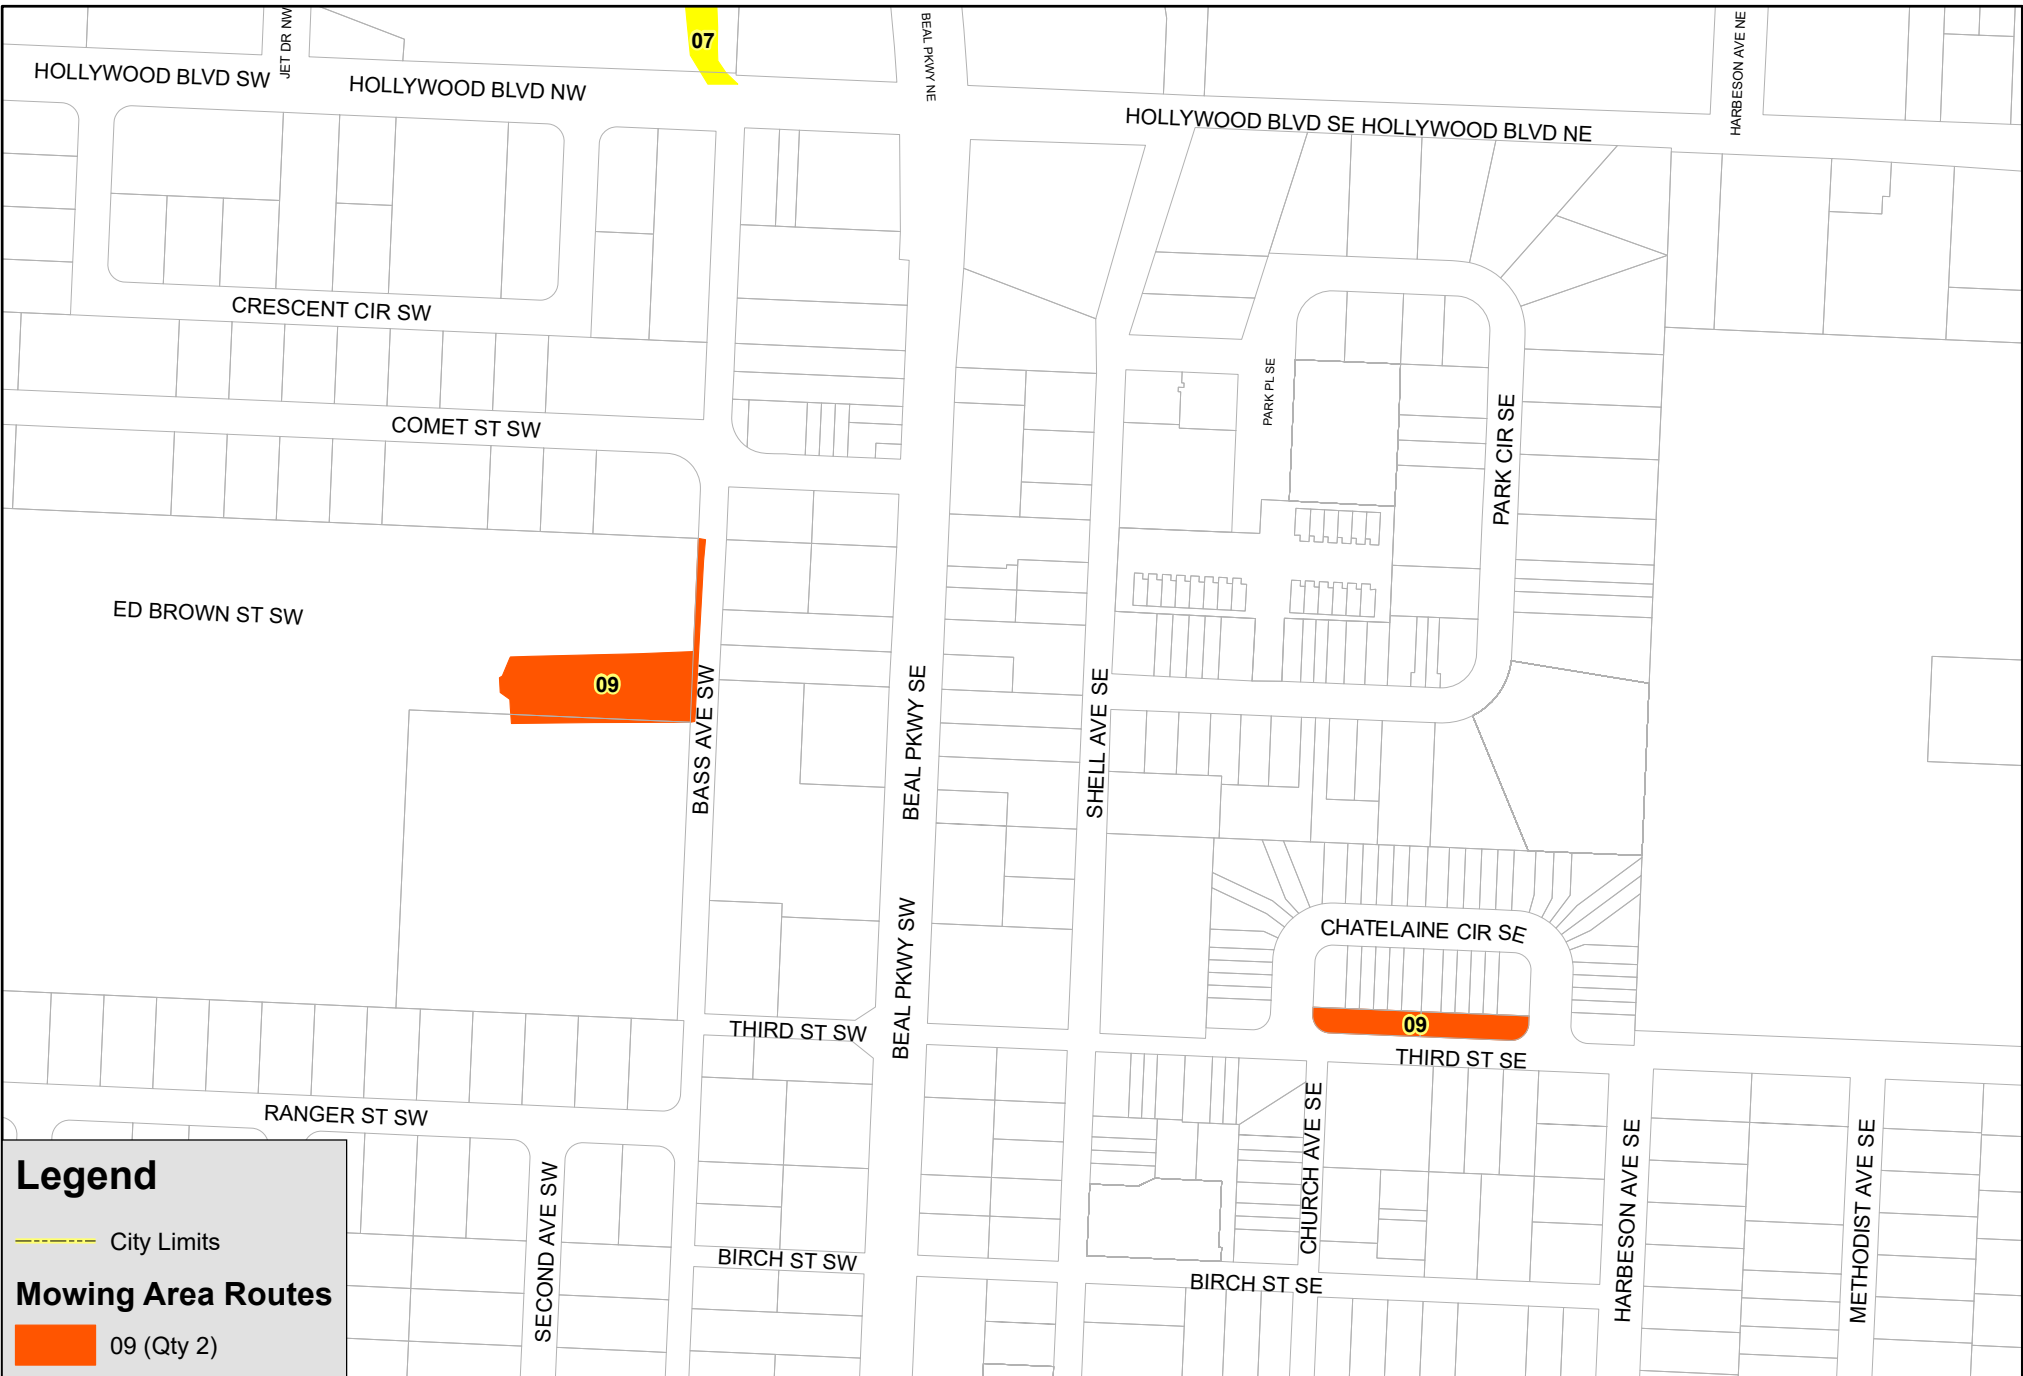 07
BEAL PKWY NE
JET DR NW
HARBESON AVE NE
HOLLYWOOD BLVD SW
HOLLYWOOD BLVD NW
HOLLYWOOD BLVD SE HOLLYWOOD BLVD NE
CRESCENT CIR SW
PARK PL SE
COMET ST SW
PARK CIR SE
ED BROWN ST SW
09
BASS AVE SW
BEAL PKWY SE
SHELL AVE SE
CHATELAINE CIR SE
BEAL PKWY SW
09
THIRD ST SW
THIRD ST SE
RANGER ST SW
CHURCH AVE SE
HARBESON AVE SE
METHODIST AVE SE
SECOND AVE SW
BIRCH ST SW
BIRCH ST SE
Legend
City Limits
Mowing Area Routes
09 (Qty 2)